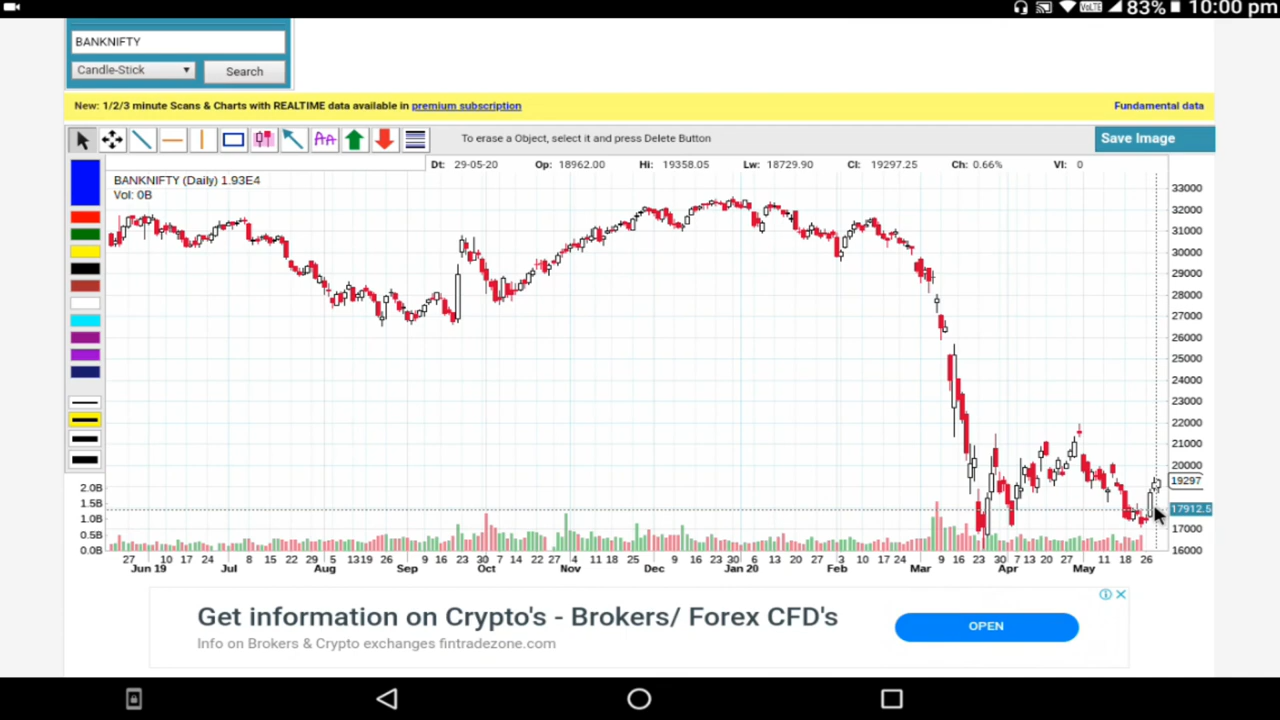 VoLTE 83% 10:00 pm
BANKNIFTY
Candle-Stick Search
New: 1/2/3 minute Scans & Charts with REALTIME data available in premium subscription Fundamental data
To erase a Object, select it and press Delete Button Save Image
Dt: 29-05-20 Op: 18962.00 Hi: 19358.05 Lw: 18729.90 Cl: 19297.25 Ch: 0.66% Vl: 0
BANKNIFTY (Daily) 1.93E4
Vol: 0B
33000
32000
31000
30000
29000
28000
27000
26000
25000
24000
23000
22000
21000
20000
19297
17912.5
17000
16000
2.0B
1.5B
1.0B
0.5B
0.0B
27 10 17 24 8 15 22 29 5 13 19 26 9 16 23 30 7 14 22 27 4 11 18 25 9 16 23 30 6 13 20 27 10 17 24 9 16 23 30 7 13 20 27 11 18 26
Jun 19 Jul Aug Sep Oct Nov Dec Jan 20 Feb Mar Apr May
Get information on Crypto's - Brokers/ Forex CFD's
Info on Brokers & Crypto exchanges fintradezone.com
OPEN